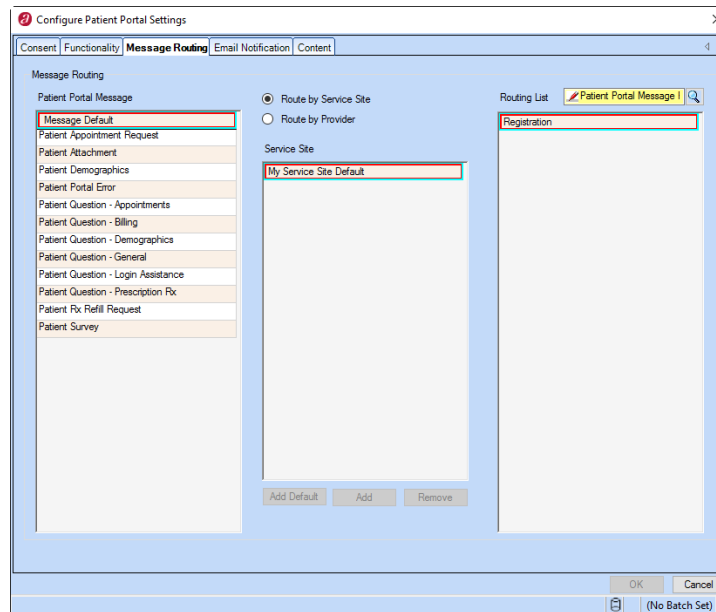 Configure Patient Portal Settings
Consent Functionality Message Routing Email Notification Content
Message Routing
Patient Portal Message
Message Default
Patient Appointment Request
Patient Attachment
Patient Demographics
Patient Portal Error
Patient Question - Appointments
Patient Question - Billing
Patient Question - Demographics
Patient Question - General
Patient Question - Login Assistance
Patient Question - Prescription Rx
Patient Rx Refill Request
Patient Survey
Route by Service Site
Route by Provider
Service Site
My Service Site Default
Add Default Add Remove
Routing List Patient Portal Message
Registration
OK Cancel
(No Batch Set)